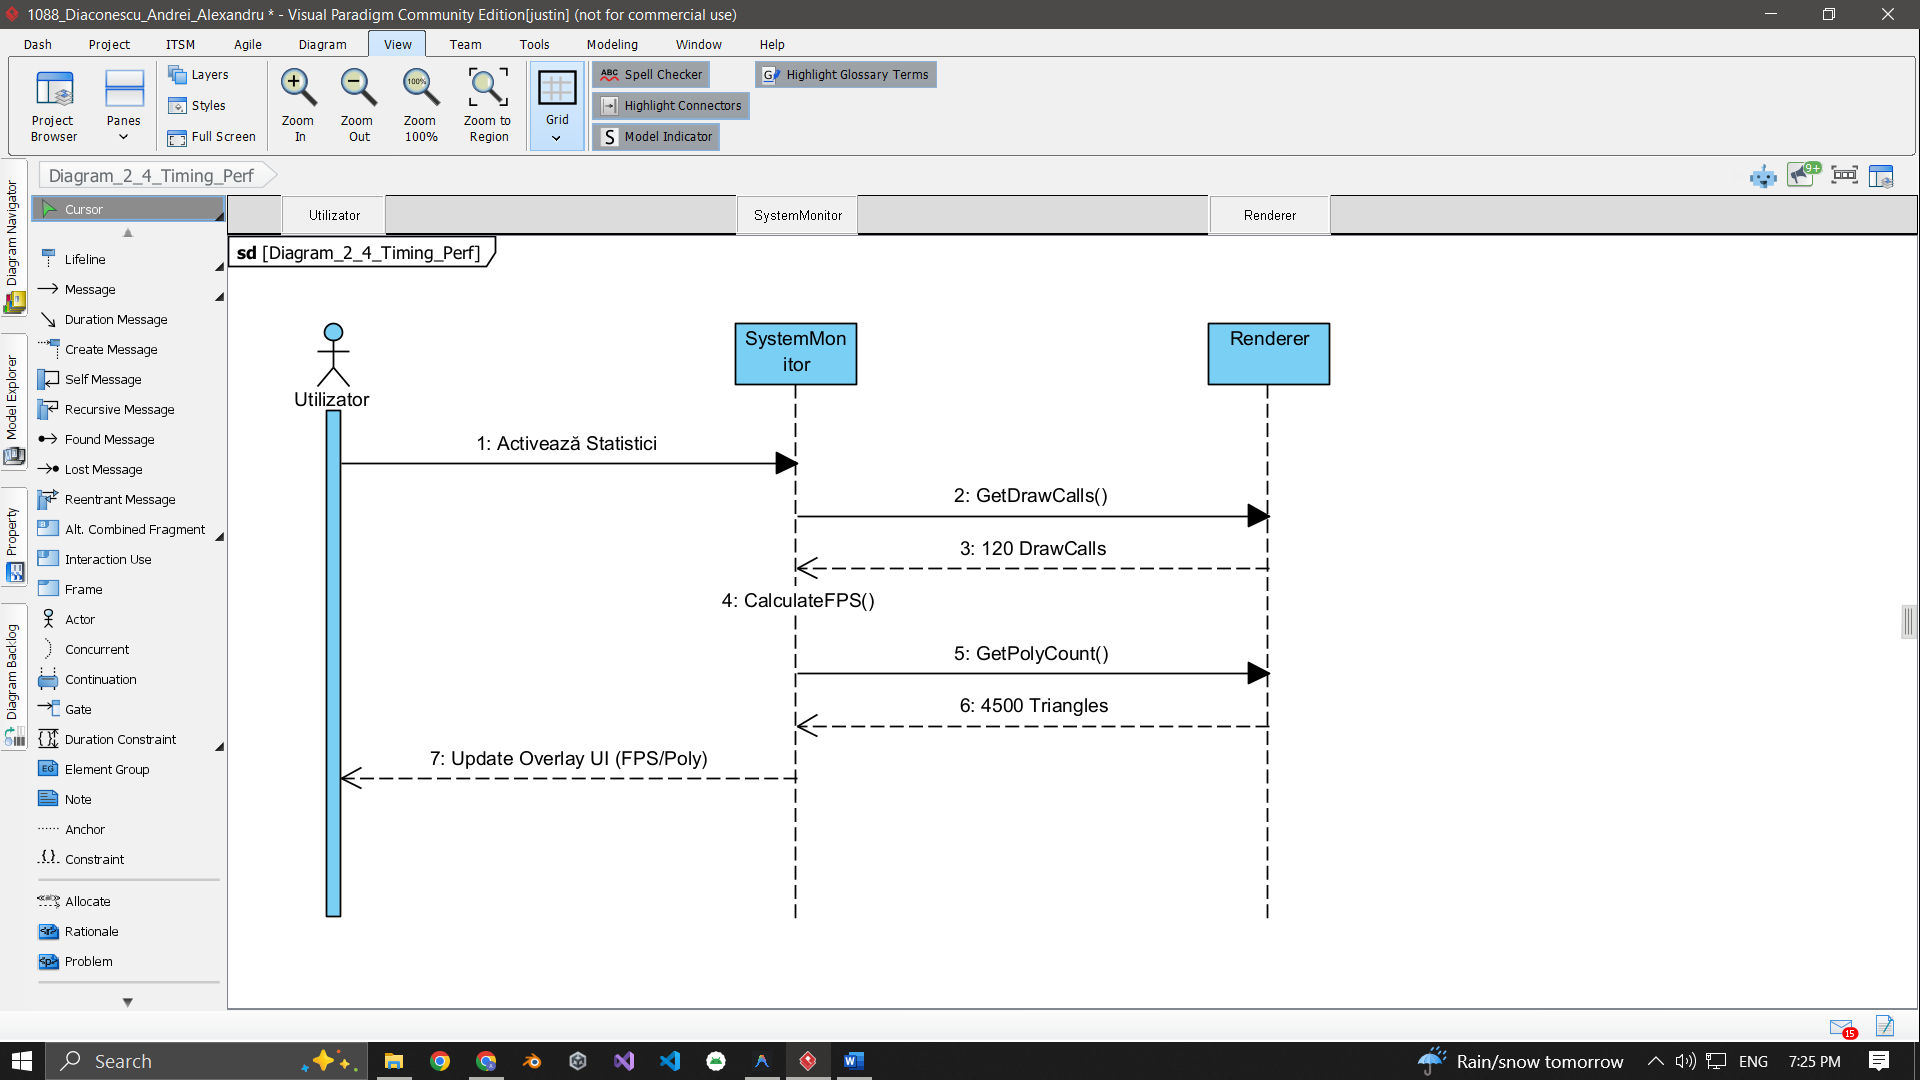 1088_Diaconescu_Andrei_Alexandru * - Visual Paradigm Community Edition[justin] (not for commercial use)
Dash Project ITSM Agile Diagram View Team Tools Modeling Window Help
Project Browser
Panes
Layers
Styles
Full Screen
Zoom In
Zoom Out
100%
Zoom 100%
Zoom to Region
Grid
ABC Spell Checker
Highlight Connectors
S Model Indicator
G Highlight Glossary Terms
Diagram_2_4_Timing_Perf
9+
Diagram Navigator
Model Explorer
Property
Diagram Backlog
Cursor
Lifeline
Message
Duration Message
Create Message
Self Message
Recursive Message
Found Message
Lost Message
Reentrant Message
Alt. Combined Fragment
Interaction Use
Frame
Actor
Concurrent
Continuation
Gate
Duration Constraint
EG Element Group
Note
Anchor
{} Constraint
Allocate
Rationale
Problem
Utilizator SystemMonitor Renderer
sd [Diagram_2_4_Timing_Perf]
Utilizator
SystemMon
itor
Renderer
1: Activează Statistici
2: GetDrawCalls()
3: 120 DrawCalls
4: CalculateFPS()
5: GetPolyCount()
6: 4500 Triangles
7: Update Overlay UI (FPS/Poly)
15
Search
Rain/snow tomorrow
ENG
7:25 PM